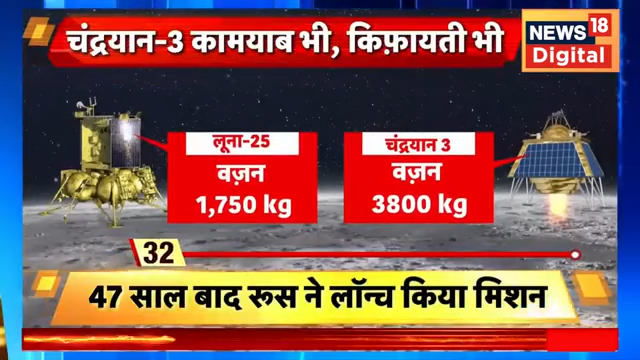 चंद्रयान-3 कामयाब भी, किफ़ायती भी
NEWS 18
Digital
लूना-25
वज़न
1,750 kg
चंद्रयान 3
वज़न
3800 kg
32
47 साल बाद रूस ने लॉन्च किया मिशन